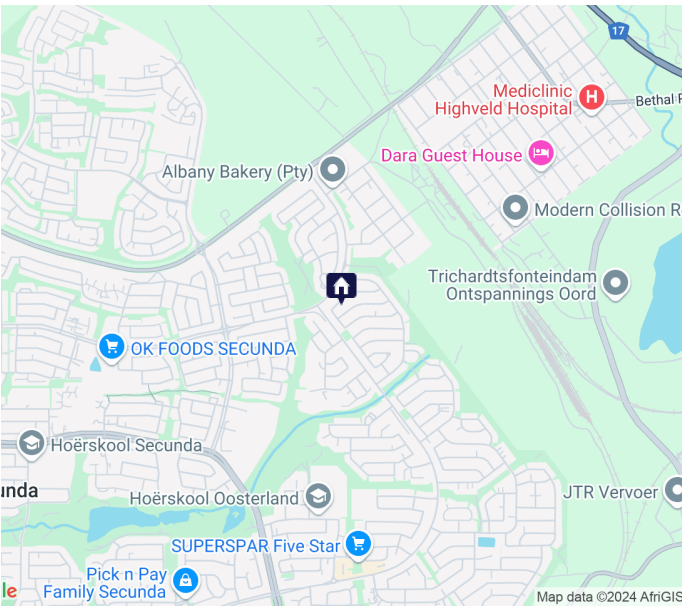 17
Mediclinic
Highveld Hospital
H
Bethal
Dara Guest House
Albany Bakery (Pty)
Modern Collision R
Trichardtsfonteindam
Ontspannings Oord
OK FOODS SECUNDA
Hoërskool Secunda
unda
Hoërskool Oosterland
JTR Vervoer
SUPERSPAR Five Star
Pick n Pay
Family Secunda
le
Map data ©2024 AfriGIS